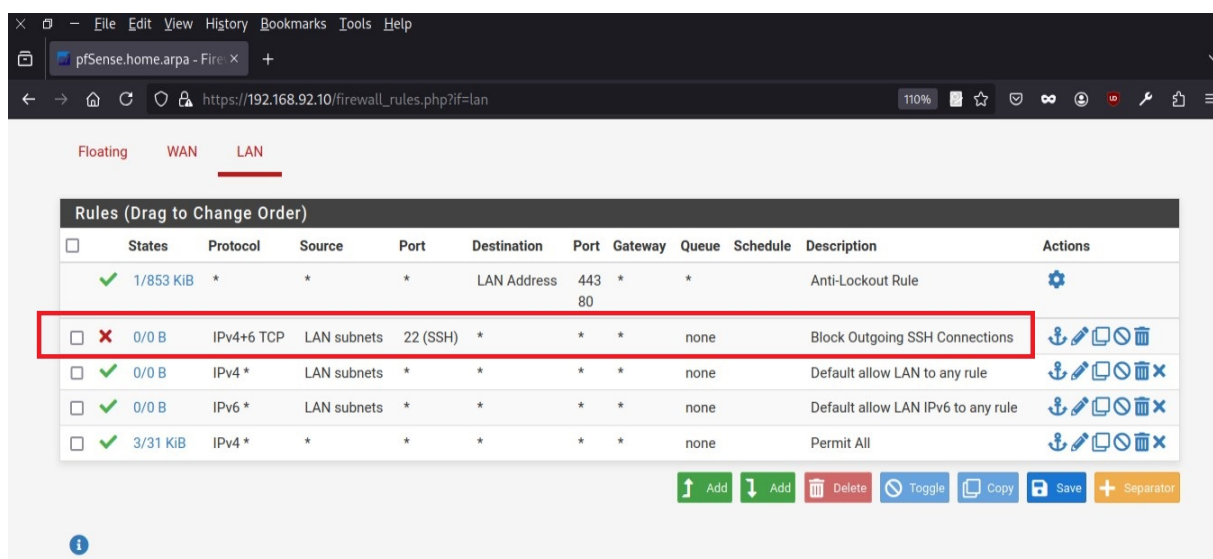 File Edit View History Bookmarks Tools Help
pfSense.home.arpa - Fire
https://192.168.92.10/firewall_rules.php?if=lan 110%
Floating WAN LAN
Rules (Drag to Change Order)
States Protocol Source Port Destination Port Gateway Queue Schedule Description Actions
1/853 KiB * * * LAN Address 443 * * Anti-Lockout Rule
80
0/0 B IPv4+6 TCP LAN subnets 22 (SSH) * * * none Block Outgoing SSH Connections
0/0 B IPv4 * LAN subnets * * * * none Default allow LAN to any rule
0/0 B IPv6 * LAN subnets * * * * none Default allow LAN IPv6 to any rule
3/31 KiB IPv4 * * * * * * none Permit All
Add Add Delete Toggle Copy Save Separator